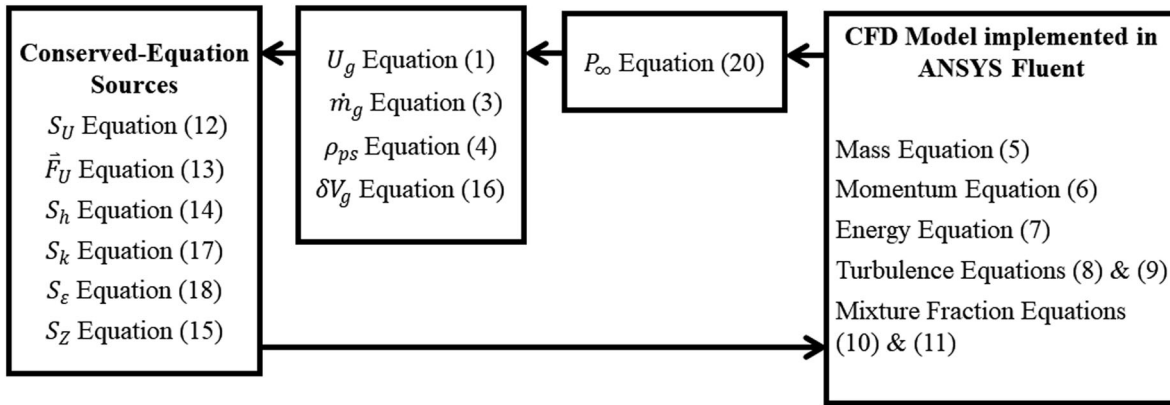 Conserved-Equation
Sources
S_U Equation (12)
F⃗_U Equation (13)
S_h Equation (14)
S_k Equation (17)
S_ε Equation (18)
S_Z Equation (15)
U_g Equation (1)
ṁ_g Equation (3)
ρ_ps Equation (4)
δV_g Equation (16)
P_∞ Equation (20)
CFD Model implemented in
ANSYS Fluent
Mass Equation (5)
Momentum Equation (6)
Energy Equation (7)
Turbulence Equations (8) & (9)
Mixture Fraction Equations
(10) & (11)